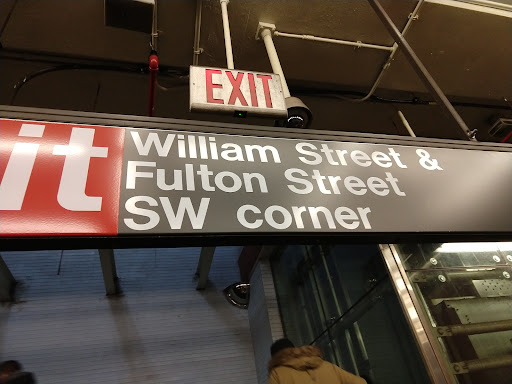 EXIT
it
William Street &
Fulton Street
SW corner